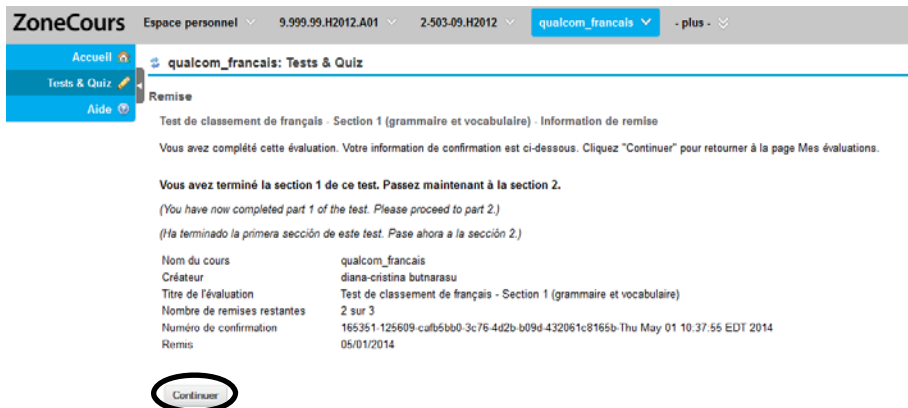 ZoneCours Espace personnel 9.999.99.H2012.A01 2-503-09.H2012 qualcom_francais - plus -
Accueil
Tests & Quiz
Aide
qualcom_francais: Tests & Quiz
Remise
Test de classement de français - Section 1 (grammaire et vocabulaire) - Information de remise
Vous avez complété cette évaluation. Votre information de confirmation est ci-dessous. Cliquez "Continuer" pour retourner à la page Mes évaluations.
Vous avez terminé la section 1 de ce test. Passez maintenant à la section 2.
(You have now completed part 1 of the test. Please proceed to part 2.)
(Ha terminado la primera sección de este test. Pase ahora a la sección 2.)
Nom du cours qualcom_francais
Créateur diana-cristina butnarasu
Titre de l'évaluation Test de classement de français - Section 1 (grammaire et vocabulaire)
Nombre de remises restantes 2 sur 3
Numéro de confirmation 165351-125609-cafb5bb0-3c76-4d2b-b09d-432061c8165b-Thu May 01 10:37:55 EDT 2014
Remis 05/01/2014
Continuer